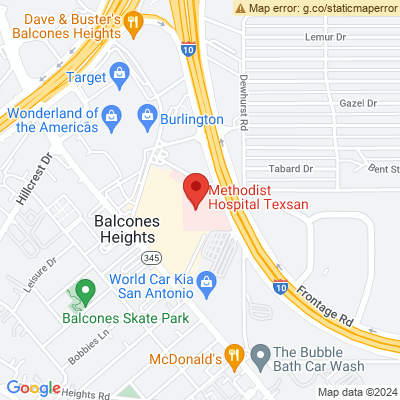 Map error: g.co/staticmaperror
Dave & Buster's
Balcones Heights
Lemur Dr
10
Target
Gazel Dr
Dewhurst Rd
Wonderland of
the Americas
Burlington
Hillcrest Dr
Tabard Dr
Bent St
Methodist
Hospital Texsan
Balcones
Heights
345
Leisure Dr
World Car Kia
San Antonio
10
Frontage Rd
Balcones Skate Park
Bobbies Ln
McDonald's
The Bubble
Bath Car Wash
Google
Heights Rd
Map data ©2024